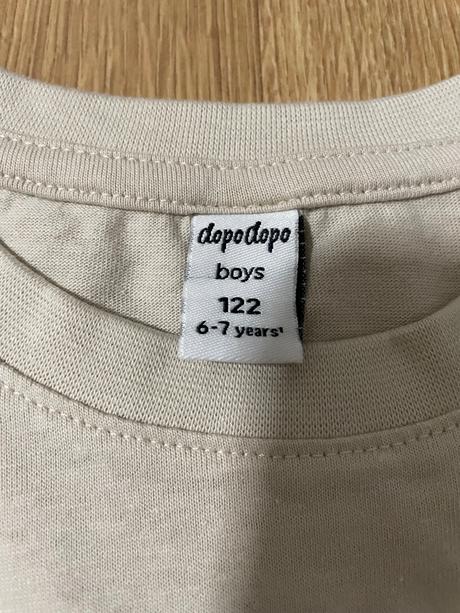 dopodopo
boys
122
6-7 years'